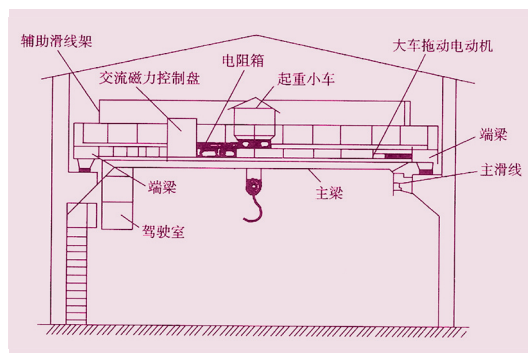 辅助滑线架
交流磁力控制盘
电阻箱
起重小车
大车拖动电动机
端梁
主滑线
端梁
主梁
驾驶室